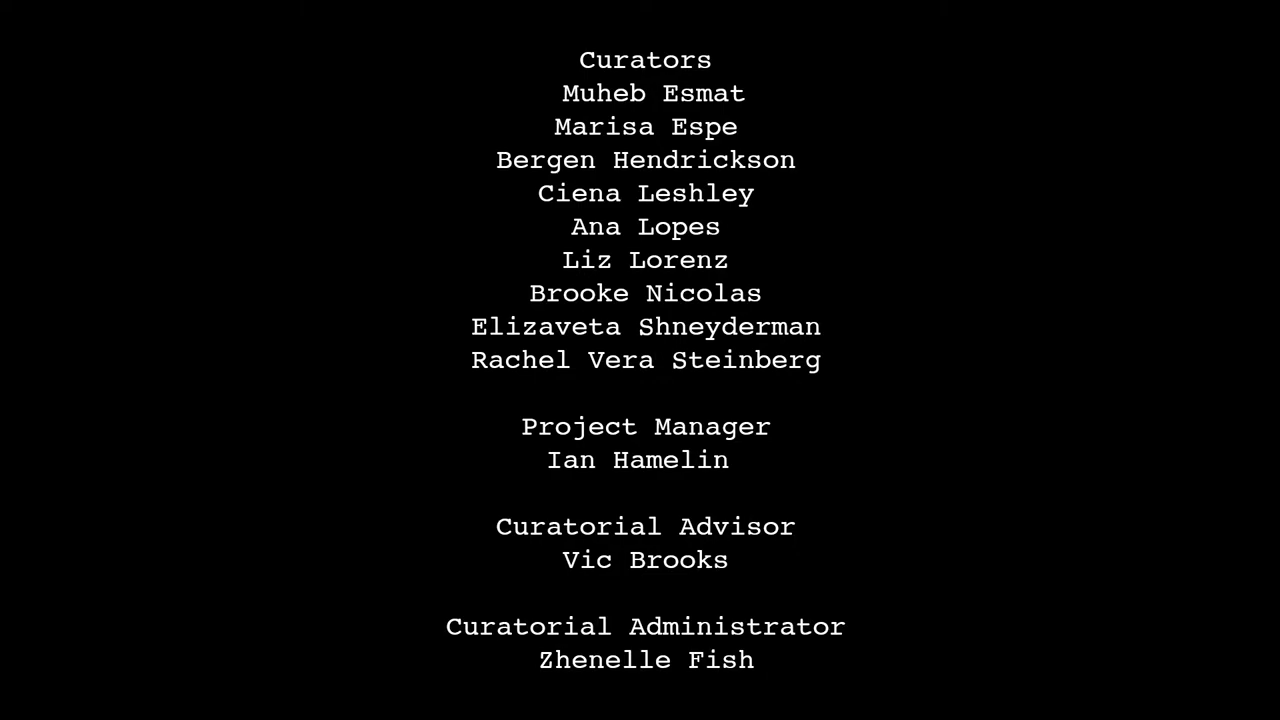 Curators
Muheb Esmat
Marisa Espe
Bergen Hendrickson
Ciena Leshley
Ana Lopes
Liz Lorenz
Brooke Nicolas
Elizaveta Shneyderman
Rachel Vera Steinberg
Project Manager
Ian Hamelin
Curatorial Advisor
Vic Brooks
Curatorial Administrator
Zhenelle Fish